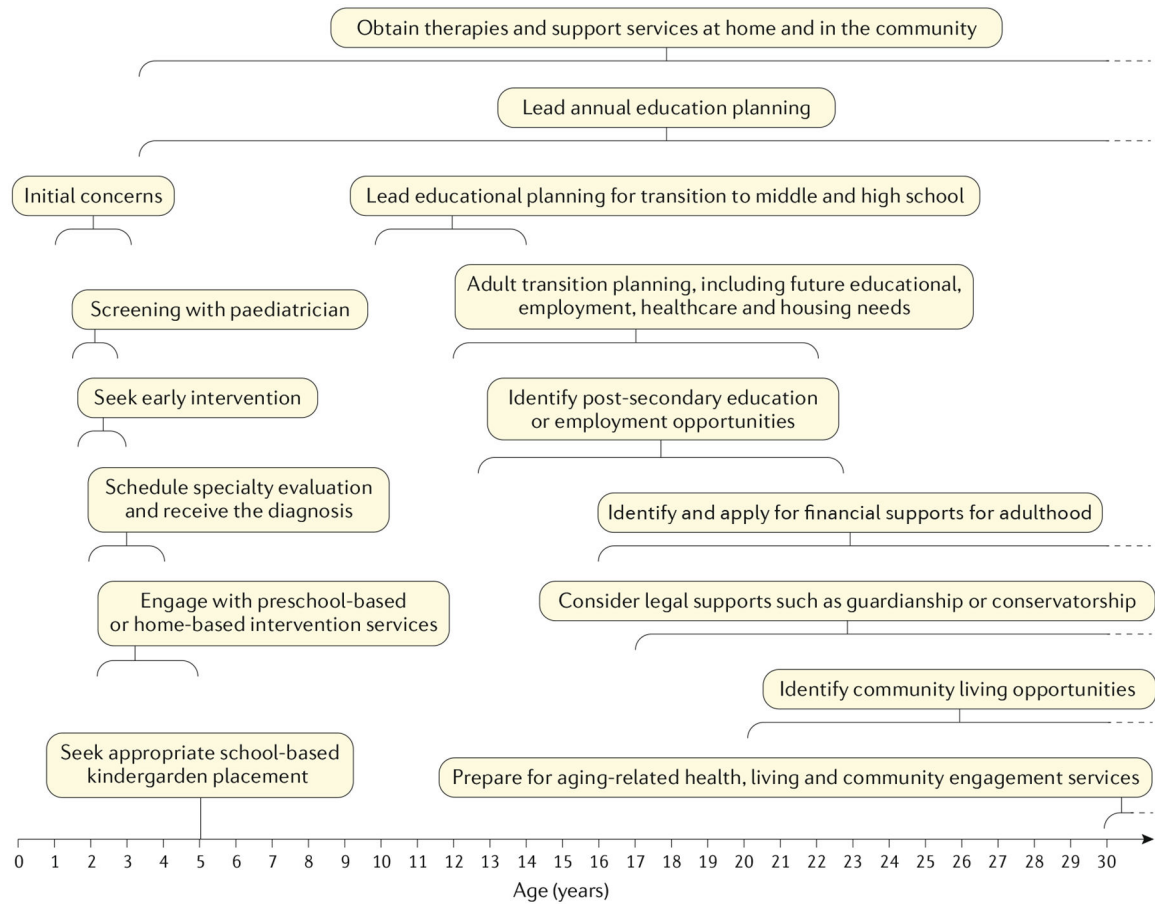 Obtain therapies and support services at home and in the community
Lead annual education planning
Initial concerns
Lead educational planning for transition to middle and high school
Adult transition planning, including future educational,
employment, healthcare and housing needs
Screening with paediatrician
Seek early intervention
Identify post-secondary education
or employment opportunities
Schedule specialty evaluation
and receive the diagnosis
Identify and apply for financial supports for adulthood
Engage with preschool-based
or home-based intervention services
Consider legal supports such as guardianship or conservatorship
Identify community living opportunities
Seek appropriate school-based
kindergarden placement
Prepare for aging-related health, living and community engagement services
0 1 2 3 4 5 6 7 8 9 10 11 12 13 14 15 16 17 18 19 20 21 22 23 24 25 26 27 28 29 30
Age (years)